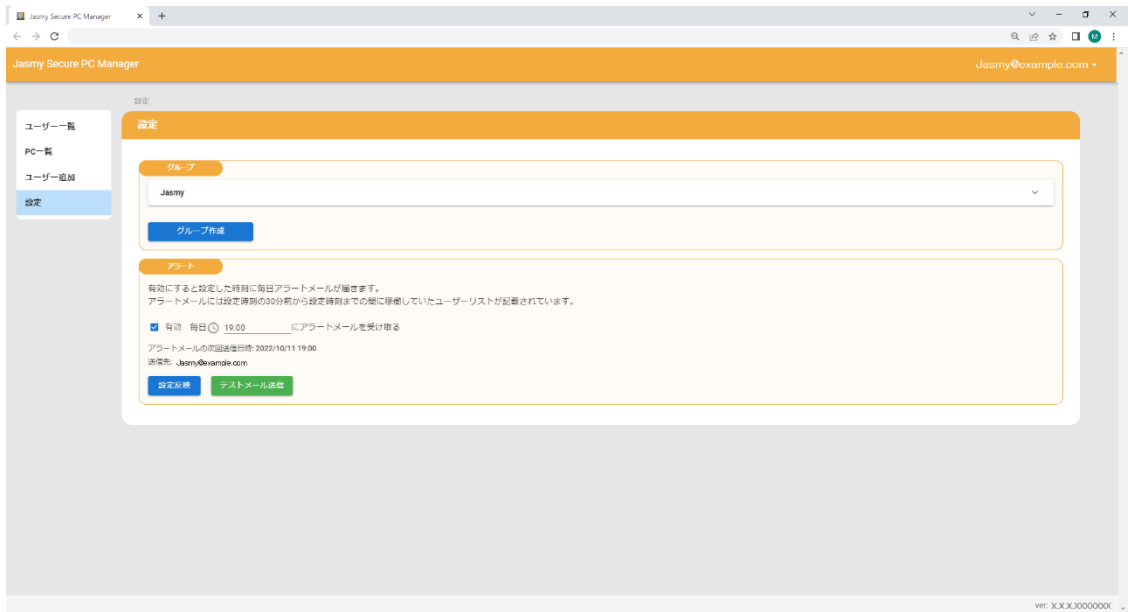 Jasmy Secure PC Manager
Jasmy Secure PC Manager
Jasmy@example.com
設定
ユーザー一覧
PC一覧
ユーザー追加
設定
設定
グループ
Jasmy
グループ作成
アラート
有効にすると設定した時刻に毎日アラートメールが届きます。
アラートメールには設定時刻の30分前から設定時刻までの間に稼働していたユーザーリストが記載されています。
有効 毎日 19:00 にアラートメールを受け取る
アラートメールの次回送信日時: 2022/10/11 19:00
送信先: Jasmy@example.com
設定反映 テストメール送信
ver: X.X.X.XXXXXXX